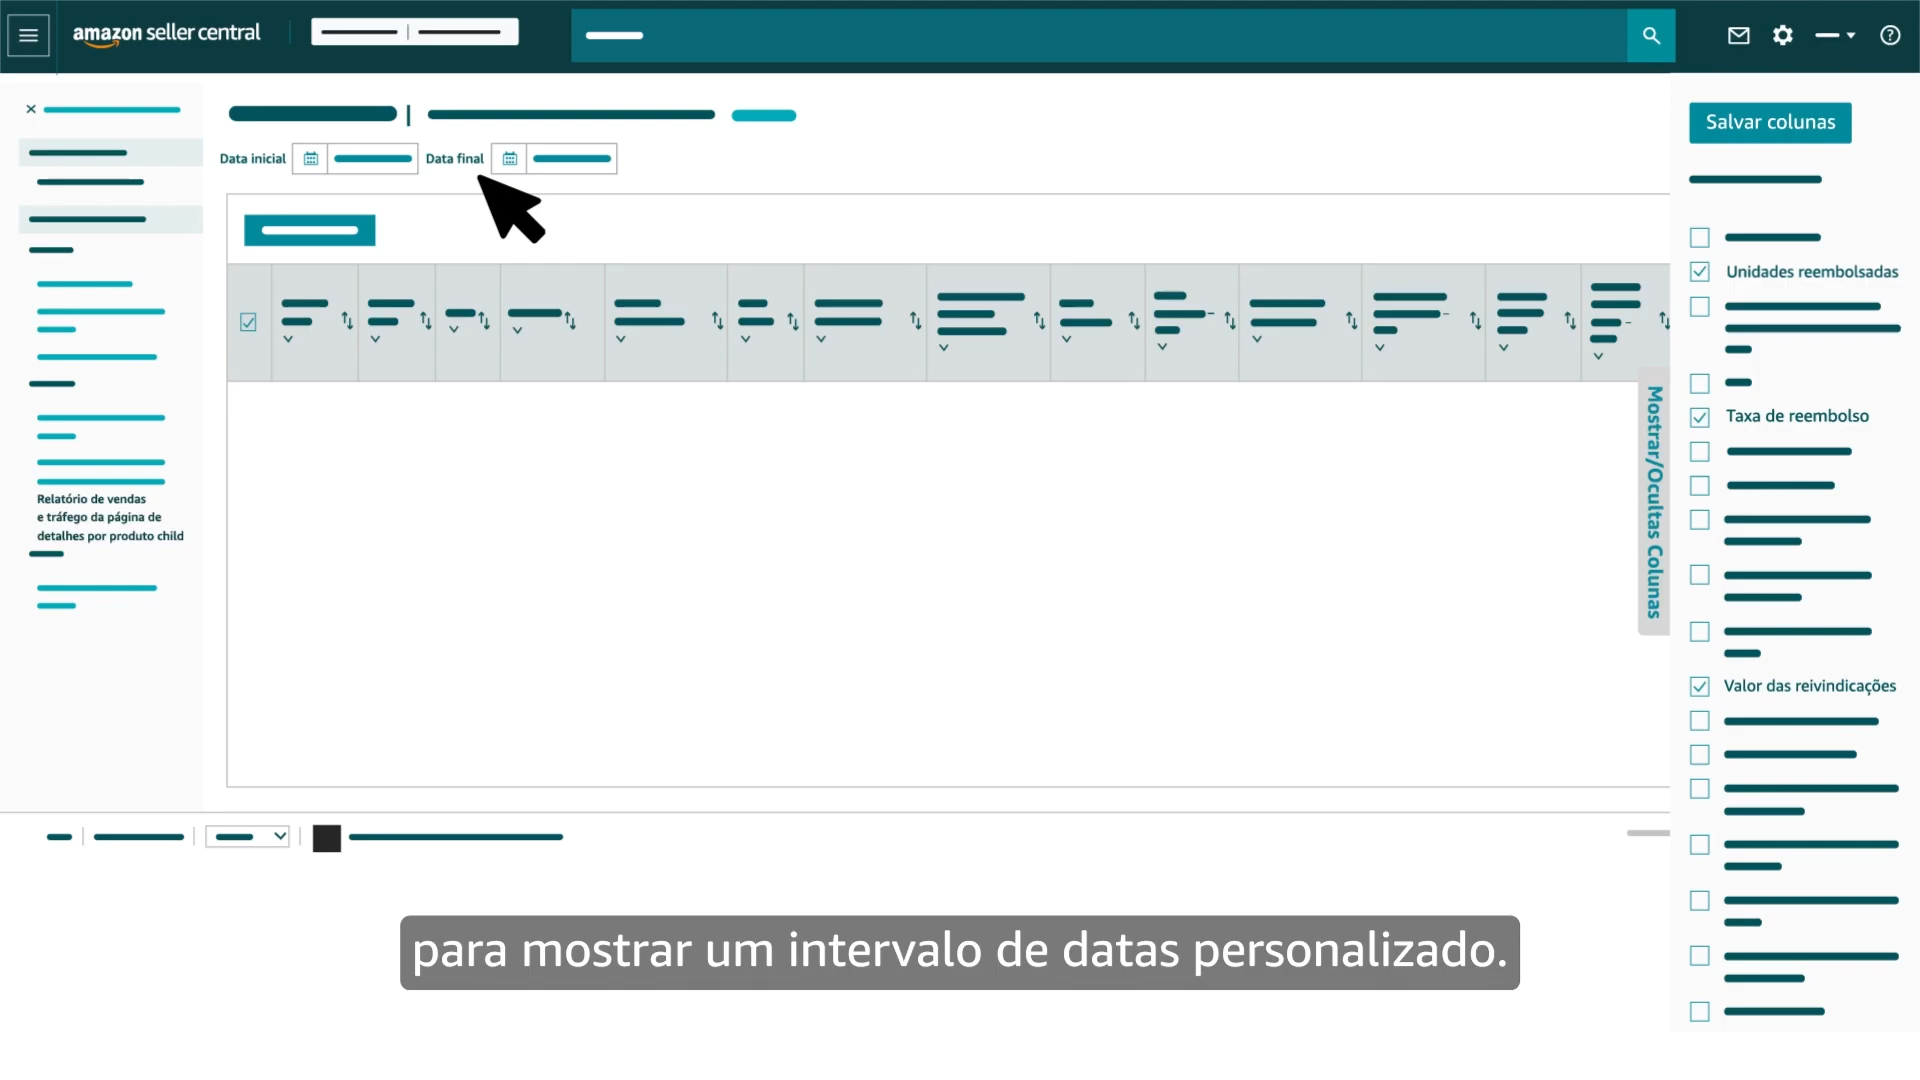 amazon seller central
Salvar colunas
Data inicial
Data final
Unidades reembolsadas
Taxa de reembolso
Mostrar/Ocultas Colunas
Relatório de vendas
e tráfego da página de
detalhes por produto child
Valor das reivindicações
para mostrar um intervalo de datas personalizado.